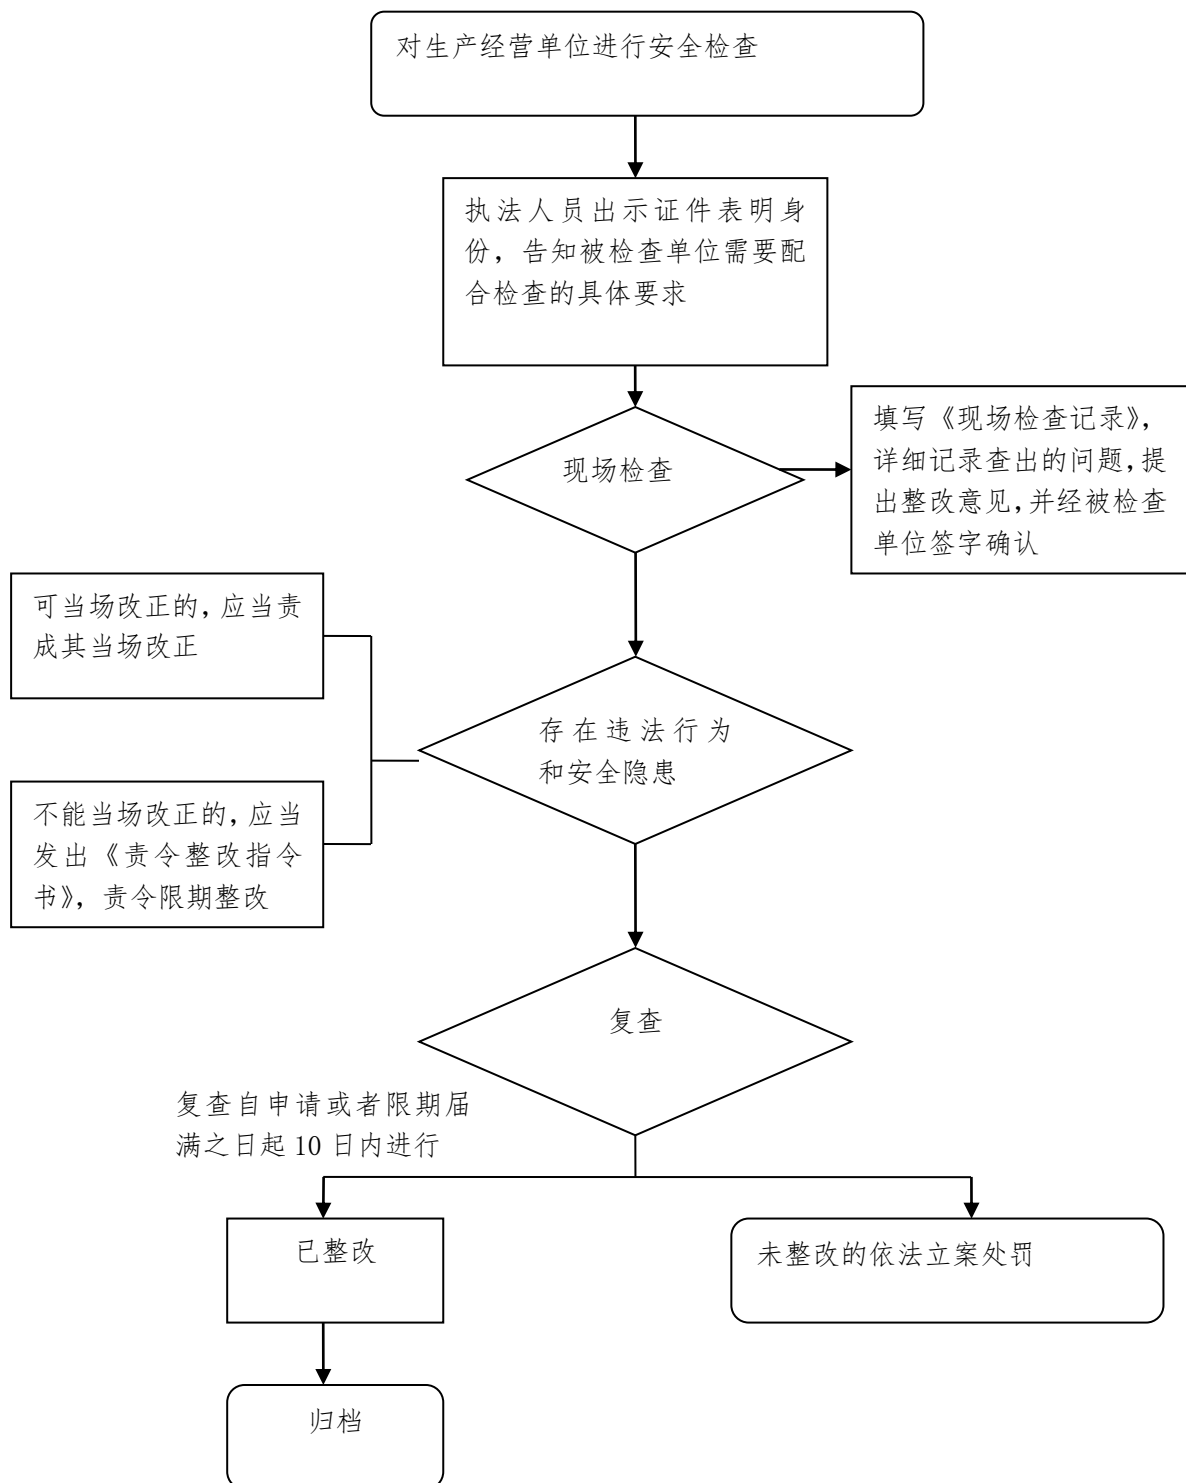 对生产经营单位进行安全检查
执法人员出示证件表明身
份，告知被检查单位需要配
合检查的具体要求
现场检查
填写《现场检查记录》，
详细记录查出的问题，提
出整改意见，并经被检查
单位签字确认
可当场改正的，应当责
成其当场改正
存在违法行为
和安全隐患
不能当场改正的，应当
发出《责令整改指令
书》，责令限期整改
复查
复查自申请或者限期届
满之日起 10 日内进行
已整改
未整改的依法立案处罚
归档